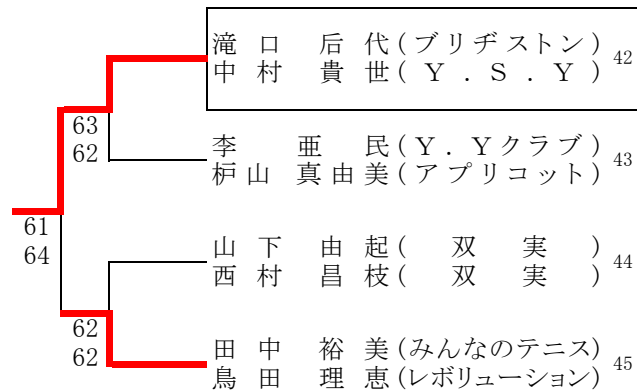 滝口 后代(ブリヂストン) 42
中村 貴世(Y.S.Y)
63
62
李 亜民(Y.Yクラブ) 43
枦山 真由美(アプリコット)
61
64
山下 由起(双実) 44
西村 昌枝(双実)
62
62
田中 裕美(みんなのテニス) 45
鳥田 理恵(レボリューション)